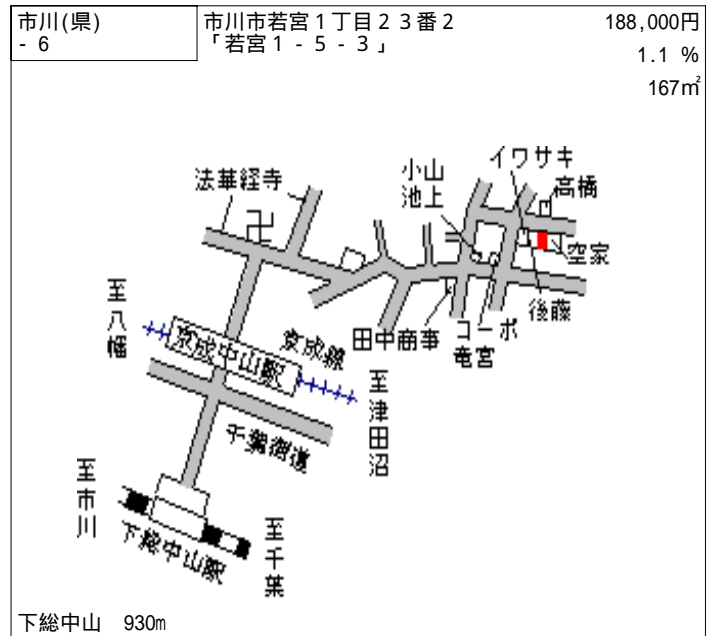 市川(県)
- 6
市川市若宮１丁目２３番２
「若宮１-５-３」
188,000円
1.1 %
167㎡
イワサキ
小山
池上
高橋
法華経寺
卍
空家
後藤
至八幡
田中商事
コーポ
竜宮
京成線
京成中山駅
至津田沼
千葉街道
至市川
下総中山駅
至千葉
下総中山 930m